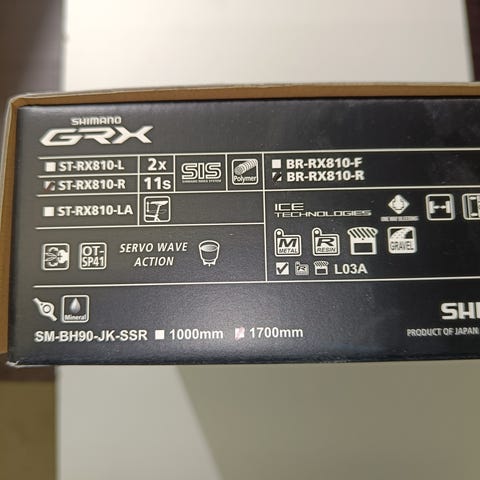 SHIMANO
GRX
ST-RX810-L 2x
ST-RX810-R 11s
SIS
SHIMANO INDEX SYSTEM
Polymer
BR-RX810-F
BR-RX810-R
ST-RX810-LA
ICE
TECHNOLOGIES
ONE WAY BLEEDING
OT-
SP41
SERVO WAVE
ACTION
M
METAL
R
RESIN
GRAVEL
L03A
Mineral
SM-BH90-JK-SSR 1000mm 1700mm
SHI
PRODUCT OF JAPAN